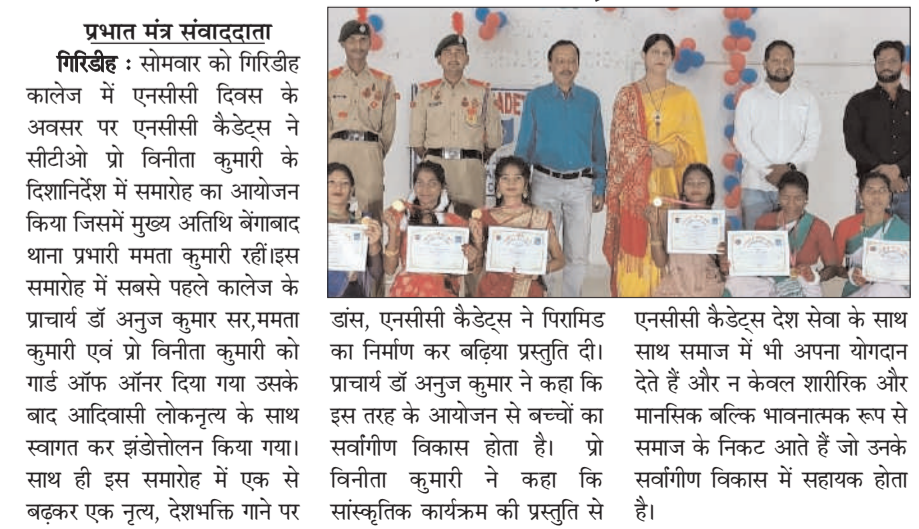 प्रभात मंत्र संवाददाता
गिरिडीह : सोमवार को गिरिडीह
कालेज में एनसीसी दिवस के
अवसर पर एनसीसी कैडेट्स ने
सीटीओ प्रो विनीता कुमारी के
दिशानिर्देश में समारोह का आयोजन
किया जिसमें मुख्य अतिथि बेंगाबाद
थाना प्रभारी ममता कुमारी रहीं।इस
समारोह में सबसे पहले कालेज के
प्राचार्य डॉ अनुज कुमार सर,ममता
कुमारी एवं प्रो विनीता कुमारी को
गार्ड ऑफ ऑनर दिया गया उसके
बाद आदिवासी लोकनृत्य के साथ
स्वागत कर झंडोत्तोलन किया गया।
साथ ही इस समारोह में एक से
बढ़कर एक नृत्य, देशभक्ति गाने पर
डांस, एनसीसी कैडेट्स ने पिरामिड
का निर्माण कर बढ़िया प्रस्तुति दी।
प्राचार्य डॉ अनुज कुमार ने कहा कि
इस तरह के आयोजन से बच्चों का
सर्वांगीण विकास होता है। प्रो
विनीता कुमारी ने कहा कि
सांस्कृतिक कार्यक्रम की प्रस्तुति से
एनसीसी कैडेट्स देश सेवा के साथ
साथ समाज में भी अपना योगदान
देते हैं और न केवल शारीरिक और
मानसिक बल्कि भावनात्मक रूप से
समाज के निकट आते हैं जो उनके
सर्वांगीण विकास में सहायक होता
है।